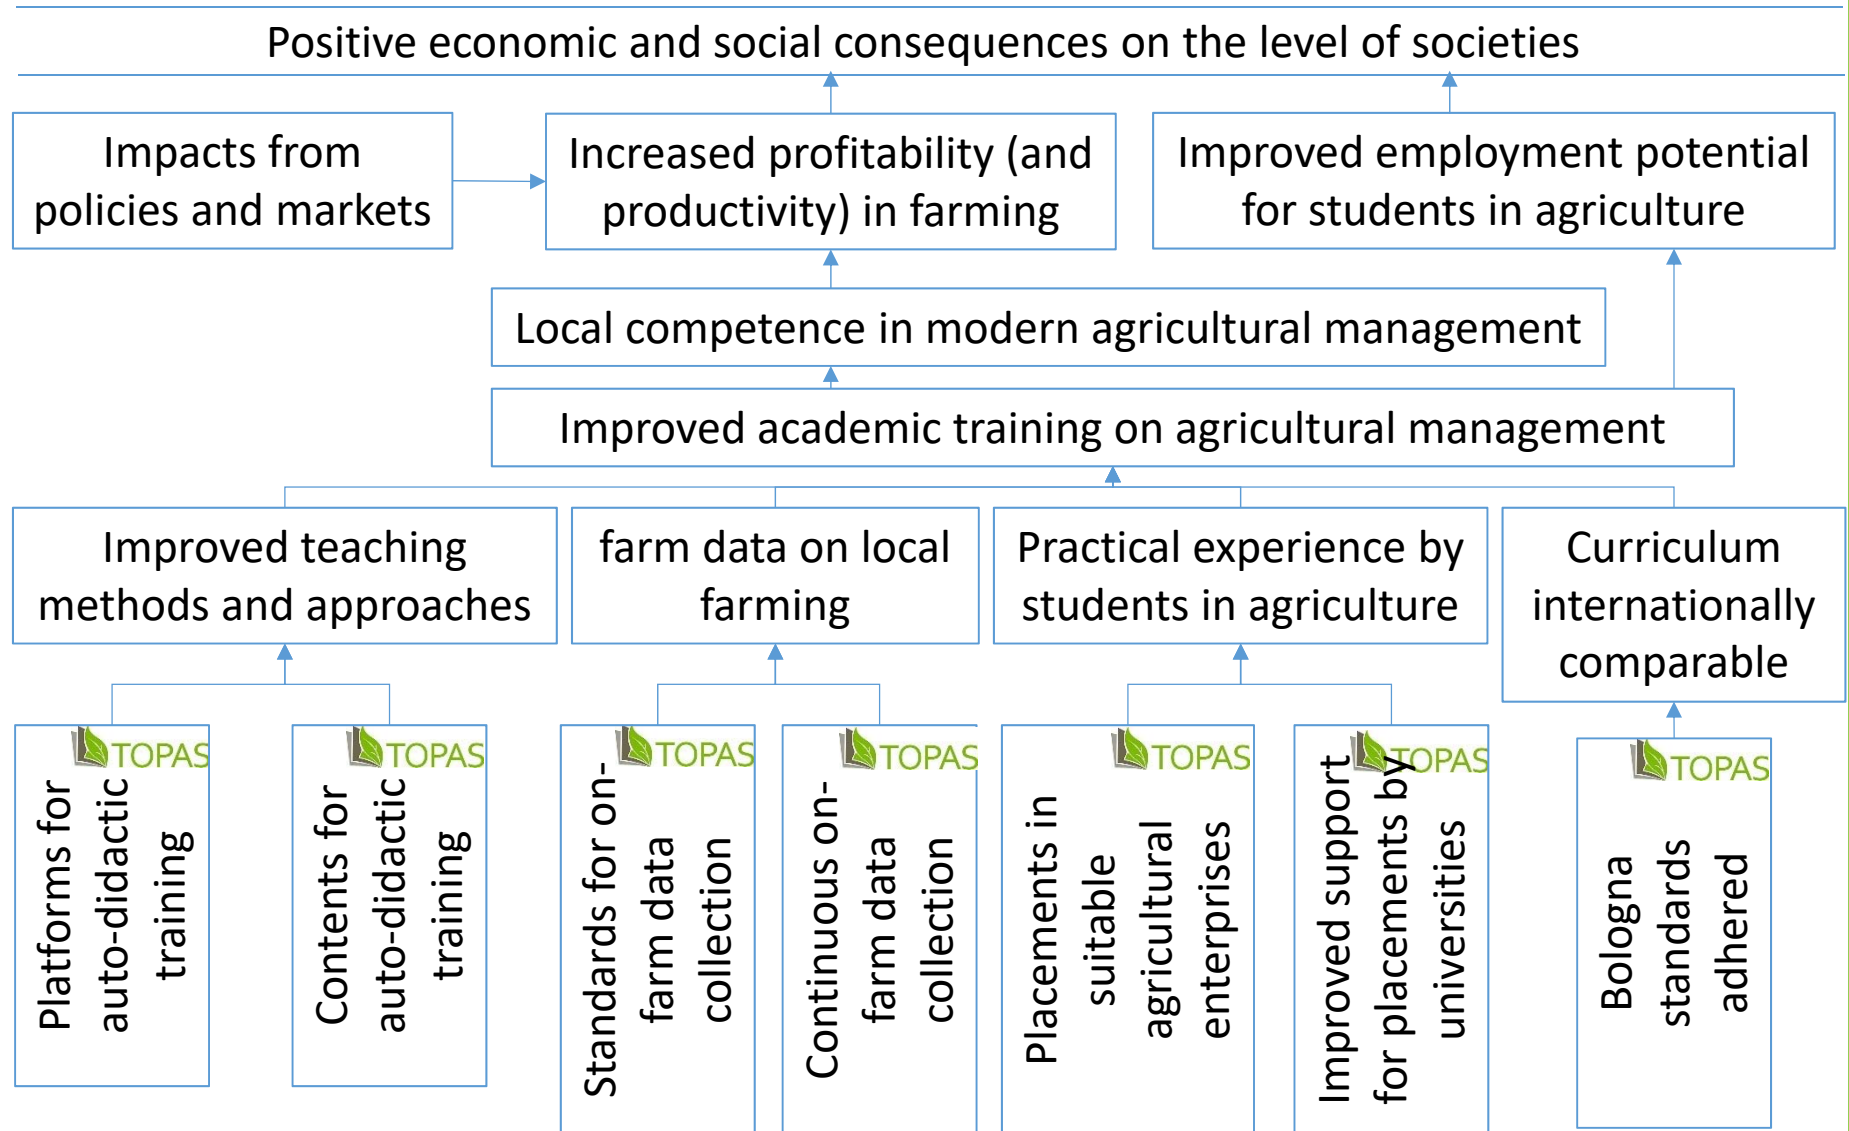 Positive economic and social consequences on the level of societies
Impacts from
policies and markets
Increased profitability (and
productivity) in farming
Improved employment potential
for students in agriculture
Local competence in modern agricultural management
Improved academic training on agricultural management
Improved teaching
methods and approaches
farm data on local
farming
Practical experience by
students in agriculture
Curriculum
internationally
comparable
TOPAS
Platforms for
auto-didactic
training
TOPAS
Contents for
auto-didactic
training
TOPAS
Standards for on-
farm data
collection
TOPAS
Continuous on-
farm data
collection
TOPAS
Placements in
suitable
agricultural
enterprises
TOPAS
Improved support
for placements by
universities
TOPAS
Bologna
standards
adhered